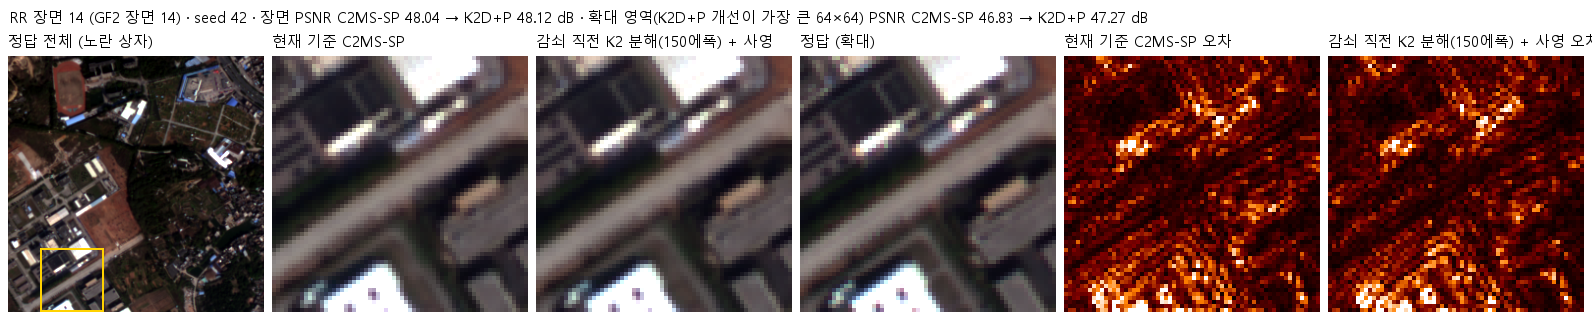 RR 장면 14 (GF2 장면 14) · seed 42 · 장면 PSNR C2MS-SP 48.04 → K2D+P 48.12 dB · 확대 영역(K2D+P 개선이 가장 큰 64×64) PSNR C2MS-SP 46.83 → K2D+P 47.27 dB
정답 전체 (노란 상자)
현재 기준 C2MS-SP
감쇠 직전 K2 분해(150에폭) + 사영
정답 (확대)
현재 기준 C2MS-SP 오차
감쇠 직전 K2 분해(150에폭) + 사영 오차